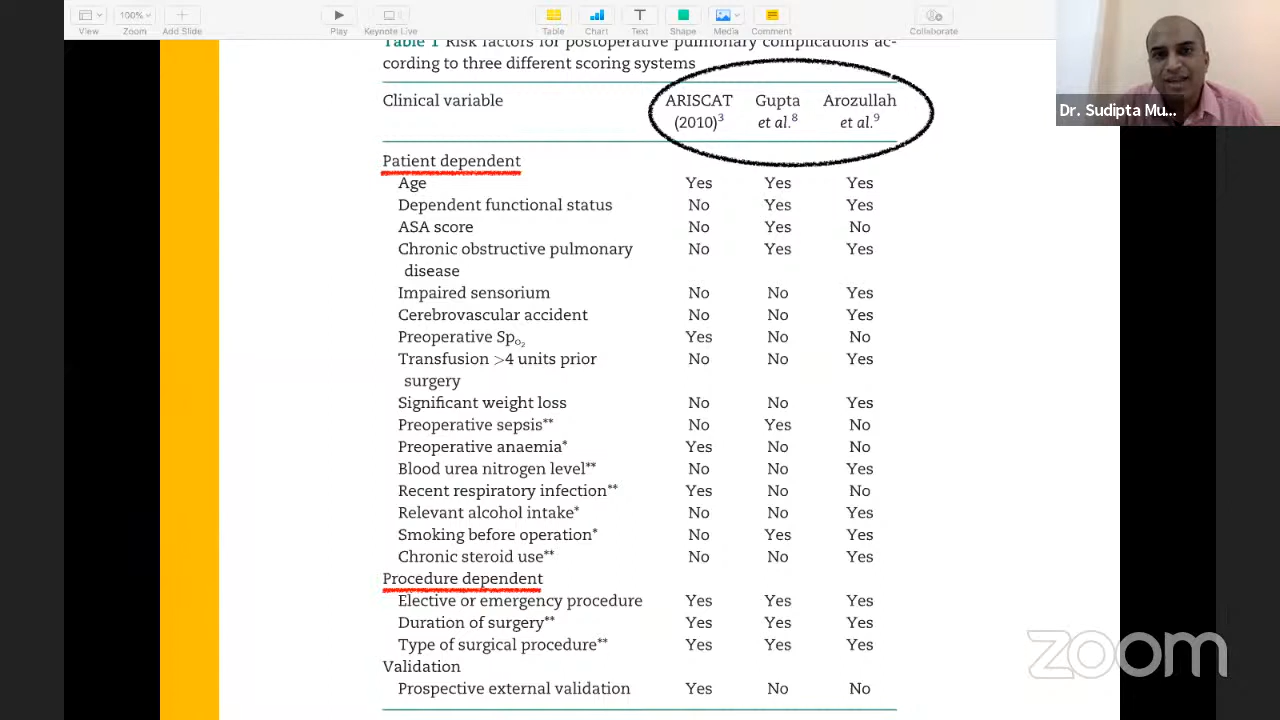 View
100%
Zoom
Add Slide
Play
Keynote Live
Table
Chart
Text
Shape
Media
Comment
Collaborate
Dr. Sudipta Mu...
Table 1 Risk factors for postoperative pulmonary complications ac-
cording to three different scoring systems
Clinical variable ARISCAT (2010)3 Gupta et al.8 Arozullah et al.9
Patient dependent
Age Yes Yes Yes
Dependent functional status No Yes Yes
ASA score No Yes No
Chronic obstructive pulmonary No Yes Yes
disease
Impaired sensorium No No Yes
Cerebrovascular accident No No Yes
Preoperative SpO2 Yes No No
Transfusion >4 units prior No No Yes
surgery
Significant weight loss No No Yes
Preoperative sepsis** No Yes No
Preoperative anaemia* Yes No No
Blood urea nitrogen level** No No Yes
Recent respiratory infection** Yes No No
Relevant alcohol intake* No No Yes
Smoking before operation* No Yes Yes
Chronic steroid use** No No Yes
Procedure dependent
Elective or emergency procedure Yes Yes Yes
Duration of surgery** Yes Yes Yes
Type of surgical procedure** Yes Yes Yes
Validation
Prospective external validation Yes No No
zoom